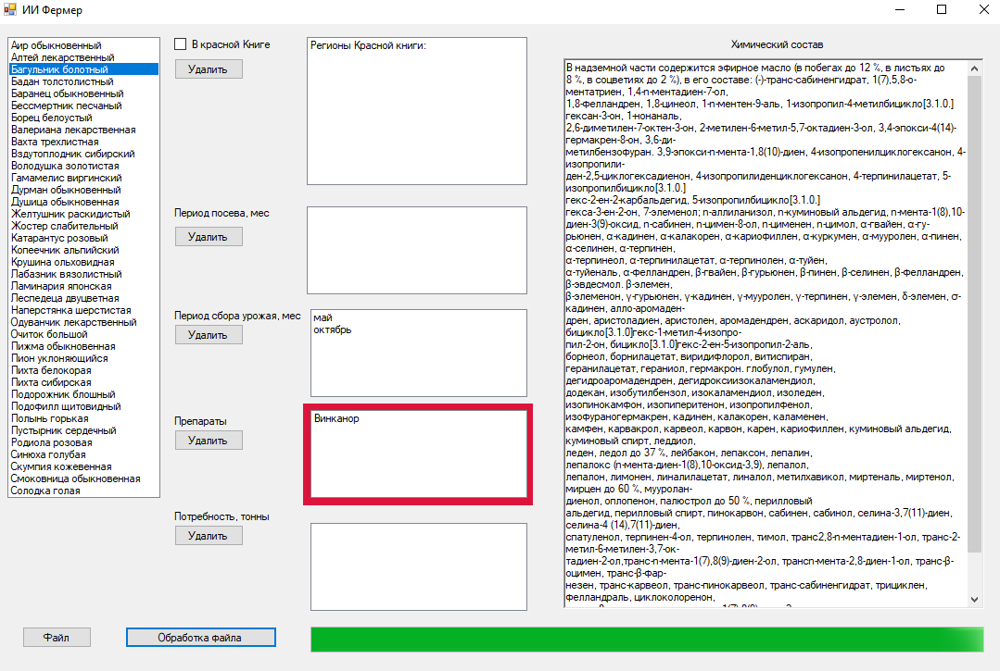 ИИ Фермер
Аир обыкновенный
Алтей лекарственный
Багульник болотный
Бадан толстолистный
Баранец обыкновенный
Бессмертник песчаный
Борец белоустый
Валериана лекарственная
Вахта трехлистная
Вздутоплодник сибирский
Володушка золотистая
Гамамелис виргинский
Дурман обыкновенный
Душица обыкновенная
Желтушник раскидистый
Жостер слабительный
Катарантус розовый
Копеечник альпийский
Крушина ольховидная
Лабазник вязолистный
Ламинария японская
Леспедеца двуцветная
Наперстянка шерстистая
Одуванчик лекарственный
Очиток большой
Пижма обыкновенная
Пион уклоняющийся
Пихта белокорая
Пихта сибирская
Подорожник блошный
Подофилл щитовидный
Полынь горькая
Пустырник сердечный
Родиола розовая
Синюха голубая
Скумпия кожевенная
Смоковница обыкновенная
Солодка голая
В красной Книге
Удалить
Регионы Красной книги:
Период посева, мес
Удалить
Период сбора урожая, мес
Удалить
май
октябрь
Препараты
Удалить
Винканор
Потребность, тонны
Удалить
Химический состав
В надземной части содержится эфирное масло (в побегах до 12 %, в листьях до
8 %, в соцветиях до 2 %), в его составе: (-)-транс-сабиненгидрат, 1(7),5,8-о-
ментатриен, 1,4-n-ментадиен-7-ол,
1,8-Фелландрен, 1,8-цинеол, 1-n-ментен-9-аль, 1-изопропил-4-метилбицикло[3.1.0.]
гексан-3-он, 1-нонаналь,
2,6-диметилен-7-октен-3-он, 2-метилен-6-метил-5,7-октадиен-3-ол, 3,4-эпокси-4(14)-
гермакрен-8-он, 3,6-ди-
метилбензофуран. 3,9-эпокси-n-мента-1,8(10)-диен, 4-изопропенилциклогексанон, 4-
изопропили-
ден-2,5-циклогексадиенон, 4-изопропилиденциклогексанон, 4-терпинилацетат, 5-
изопропилбицикло[3.1.0.]
гекс-2-ен-2-карбальдегид, 5-изопропилбицикло[3.1.0.]
гекса-3-ен-2-он, 7-элеменол; n-аллиланизол, n-куминовый альдегид, n-мента-1(8),10-
диен-3(9)-оксид, n-сабинен, n-цимен-8-ол, n-цименен, n-цимол, α-гвайен, α-гу-
рьюнен, α-кадинен, α-калакорен, α-кариофиллен, α-куркумен, α-мууролен, α-пинен,
α-селинен, α-терпинен,
α-терпинеол, α-терпинилацетат, α-терпинолен, α-туйен,
α-туйеналь, α-Фелландрен, β-гвайен, β-гурьюнен, β-пинен, β-селинен, β-Фелландрен,
β-эвдесмол. β-элемен,
β-элеменон, γ-гурьюнен, γ-кадинен, γ-мууролен, γ-терпинен, γ-элемен, δ-элемен, σ-
кадинен, алло-аромаден-
дрен, аристоладиен, аристолен, аромадендрен, аскаридол, аустролол,
бицикло[3.1.0]гекс-1-метил-4-изопро-
пил-2-он, бицикло[3.1.0]гекс-2-ен-5-изопропил-2-аль,
борнеол, борнилацетат, виридифлорол, витиспиран,
геранилацетат, гераниол, гермакрон. глобулол, гумулен,
дегидроаромадендрен, дегидроксиизокаламендиол,
додекан, изобутилбензол, изокаламендиол, изоледен,
изопинокамфон, изопиперитенон, изопропилфенол,
изофураногермакрен, кадинен, калакорен, каламенен,
камфен, карвакрол, карвеол, карвон, карен, кариофиллен, куминовый альдегид,
куминовый спирт, леддиол,
леден, ледол до 37 %, лейбакон, лепаксон, лепалин,
лепалокс (n-мента-диен-1(8),10-оксид-3,9), лепалол,
лепалон, лимонен, линалилацетат, линалол, метилхавикол, миртеналь, миртенол,
мирцен до 60 %, мууролан-
диенол, оплопенон, палюстрол до 50 %, перилловый
альдегид, перилловый спирт, пинокарвон, сабинен, сабинол, селина-3,7(11)-диен,
селина-4 (14),7(11)-диен,
спатуленол, терпинен-4-ол, терпинолен, тимол, транс2,8-n-ментадиен-1-ол, транс-2-
метил-6-метилен-3,7-ок-
тадиен-2-ол,транс-n-мента-1(7),8(9)-диен-2-ол, трансn-мента-2,8-диен-1-ол, транс-β-
оцимен, транс-β-Фар-
незен, транс-карвеол, транс-пинокарвеол, транс-сабиненгидрат, трициклен,
Фелландраль, циклоколоренон,
Файл
Обработка файла